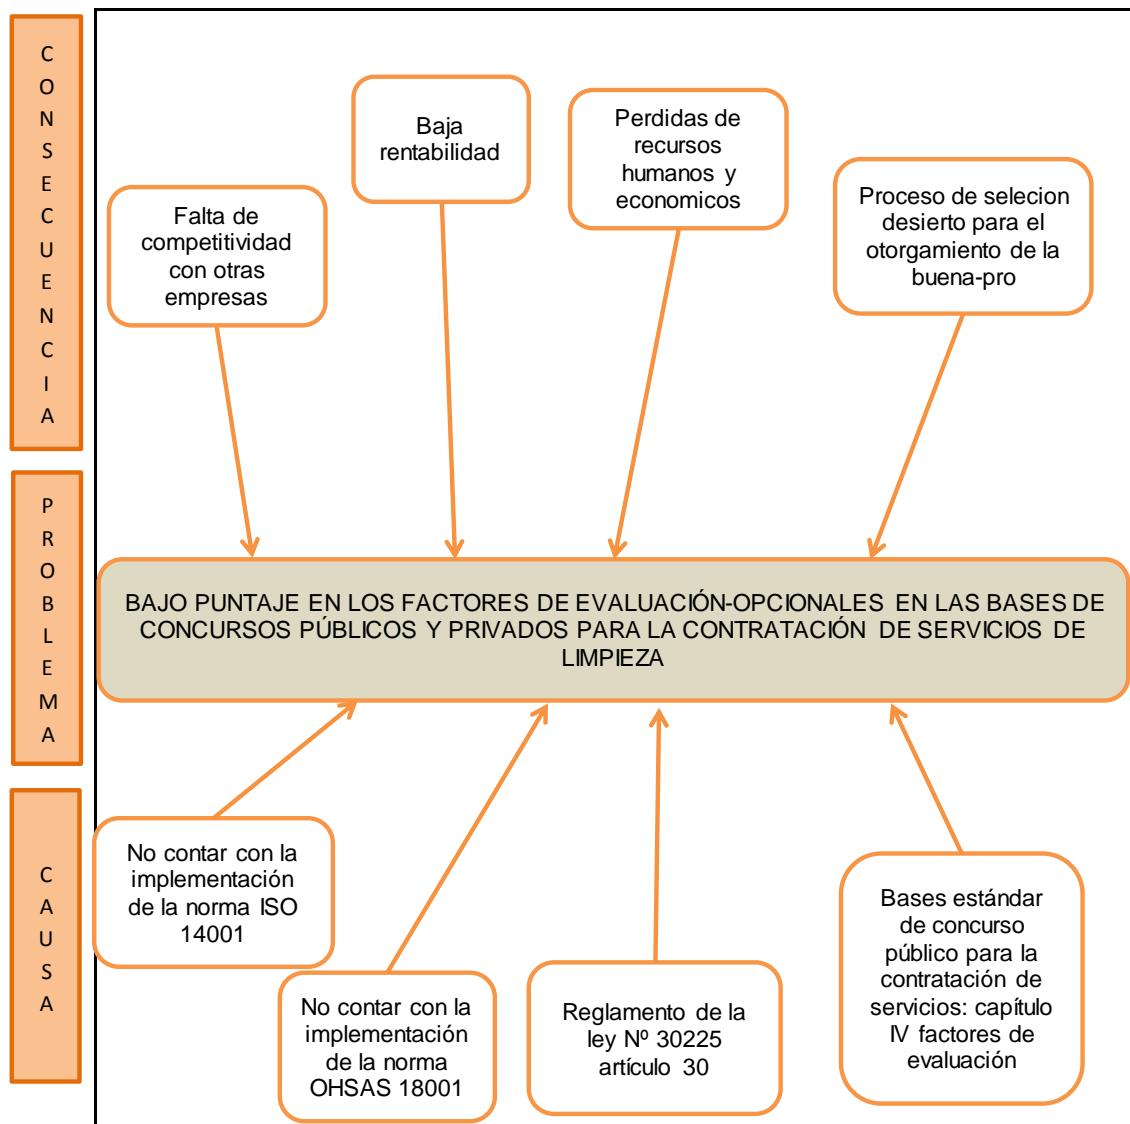 CONSECUENCIA
Baja
rentabilidad
Perdidas de
recursos
humanos y
economicos
Falta de
competitividad
con otras
empresas
Proceso de selecion
desierto para el
otorgamiento de la
buena-pro
PROBLEMA
BAJO PUNTAJE EN LOS FACTORES DE EVALUACIÓN-OPCIONALES EN LAS BASES DE
CONCURSOS PÚBLICOS Y PRIVADOS PARA LA CONTRATACIÓN DE SERVICIOS DE
LIMPIEZA
CAUSA
No contar con la
implementación
de la norma ISO
14001
No contar con la
implementación
de la norma
OHSAS 18001
Reglamento de la
ley Nº 30225
artículo 30
Bases estándar
de concurso
público para la
contratación de
servicios: capítulo
IV factores de
evaluación